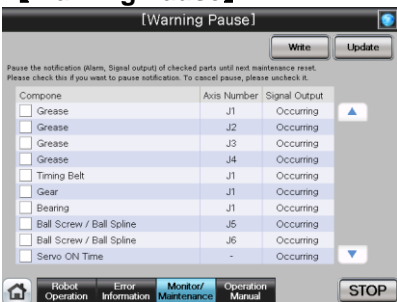 [Warning Pause]
[Warning Pause]
Write Update
Pause the notification (Alarm, Signal output) of checked parts until next maintenance reset.
Please check this if you want to pause notification. To cancel pause, please uncheck it.
Compone Axis Number Signal Output
Grease J1 Occurring
Grease J2 Occurring
Grease J3 Occurring
Grease J4 Occurring
Timing Belt J1 Occurring
Gear J1 Occurring
Bearing J1 Occurring
Ball Screw / Ball Spline J5 Occurring
Ball Screw / Ball Spline J6 Occurring
Servo ON Time - Occurring
Robot Operation Error Information Monitor/ Maintenance Operation Manual STOP